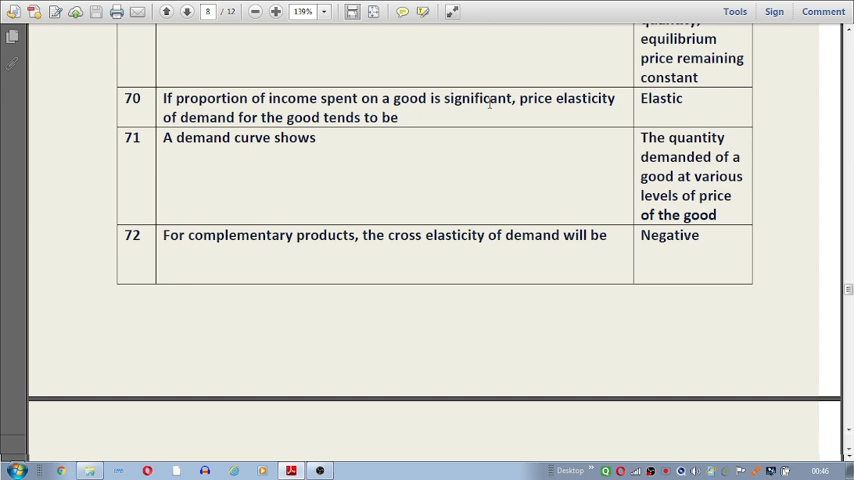 8 / 12
139%
Tools
Sign
Comment
quantity,
equilibrium
price remaining
constant
70 If proportion of income spent on a good is significant, price elasticity Elastic
of demand for the good tends to be
71 A demand curve shows The quantity
demanded of a
good at various
levels of price
of the good
72 For complementary products, the cross elasticity of demand will be Negative
Desktop
00:46